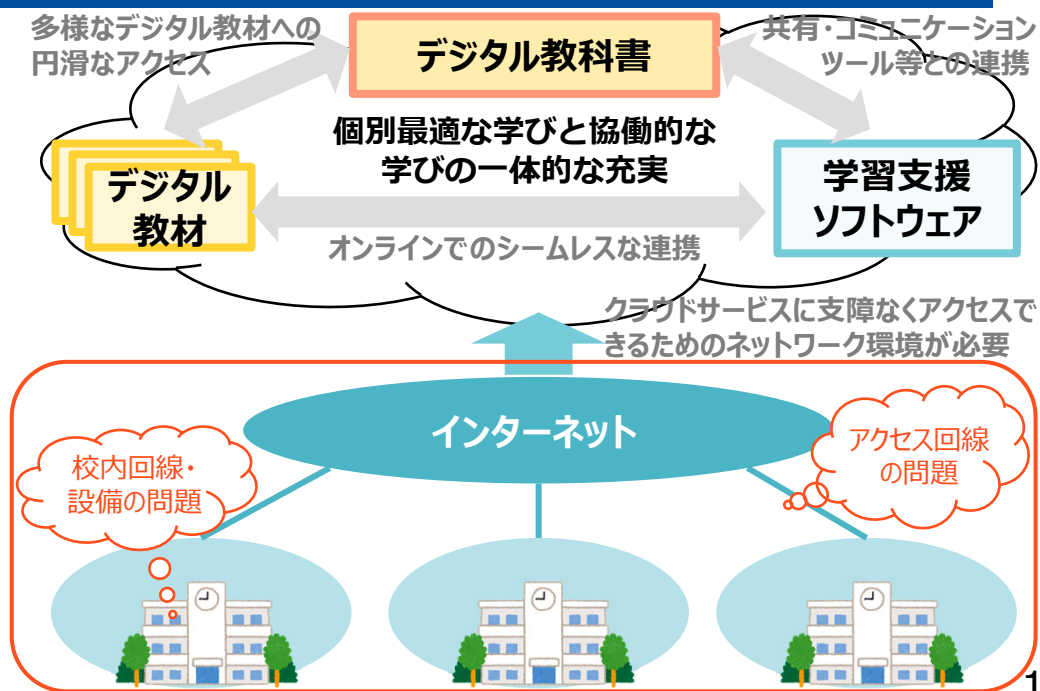 多様なデジタル教材への
円滑なアクセス
デジタル教科書
共有・コミュニケーション
ツール等との連携
個別最適な学びと協働的な
学びの一体的な充実
デジタル
教材
学習支援
ソフトウェア
オンラインでのシームレスな連携
クラウドサービスに支障なくアクセスで
きるためのネットワーク環境が必要
インターネット
校内回線・
設備の問題
アクセス回線
の問題
1